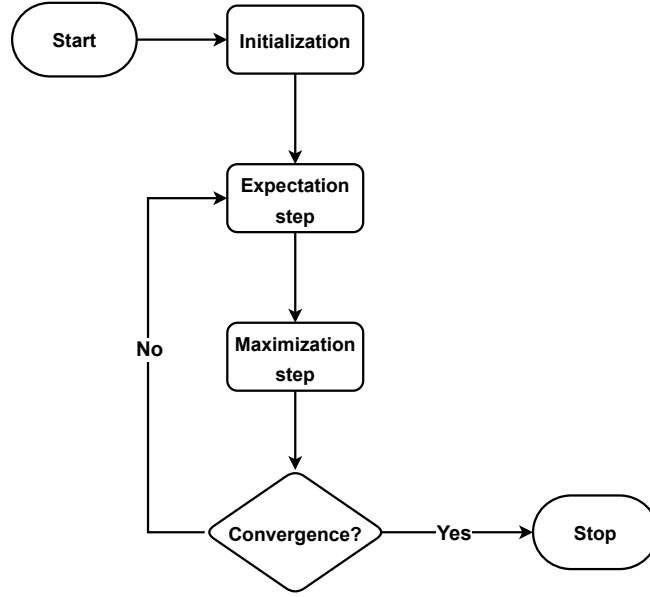 Start
Initialization
Expectation
step
Maximization
step
No
Convergence?
Yes
Stop